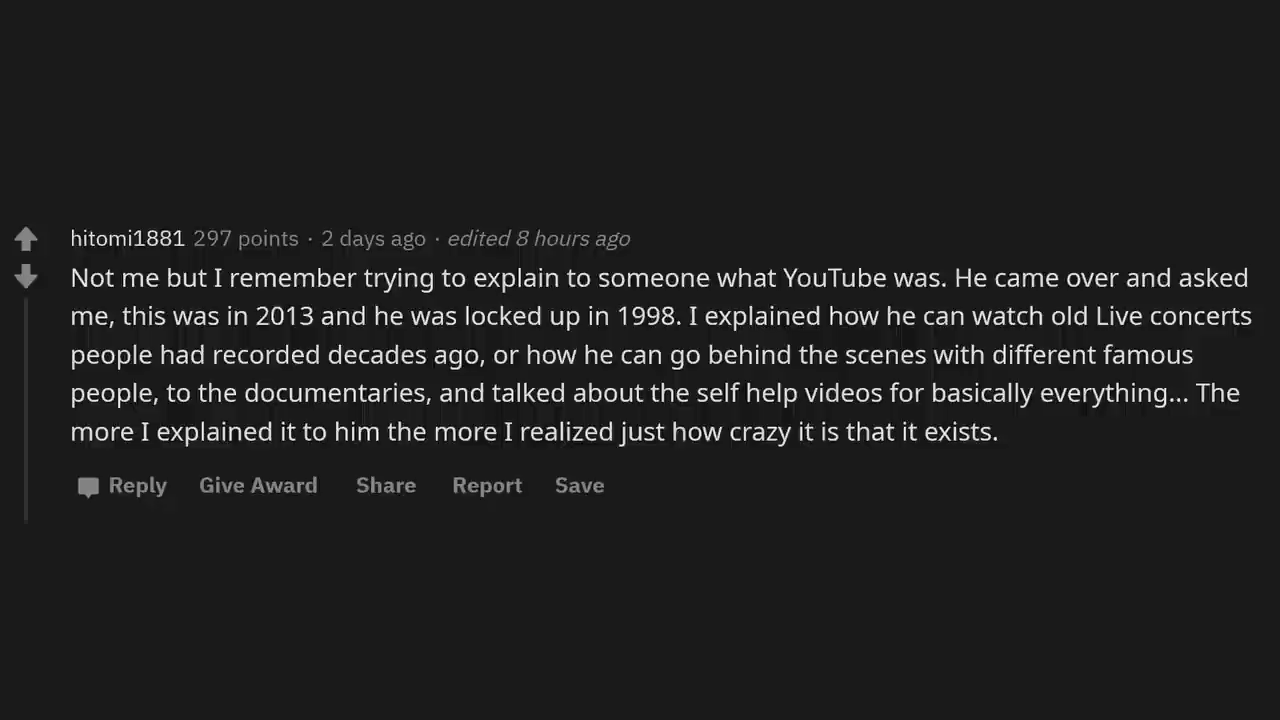 hitomi1881 297 points · 2 days ago · edited 8 hours ago
Not me but I remember trying to explain to someone what YouTube was. He came over and asked
me, this was in 2013 and he was locked up in 1998. I explained how he can watch old Live concerts
people had recorded decades ago, or how he can go behind the scenes with different famous
people, to the documentaries, and talked about the self help videos for basically everything... The
more I explained it to him the more I realized just how crazy it is that it exists.
Reply Give Award Share Report Save